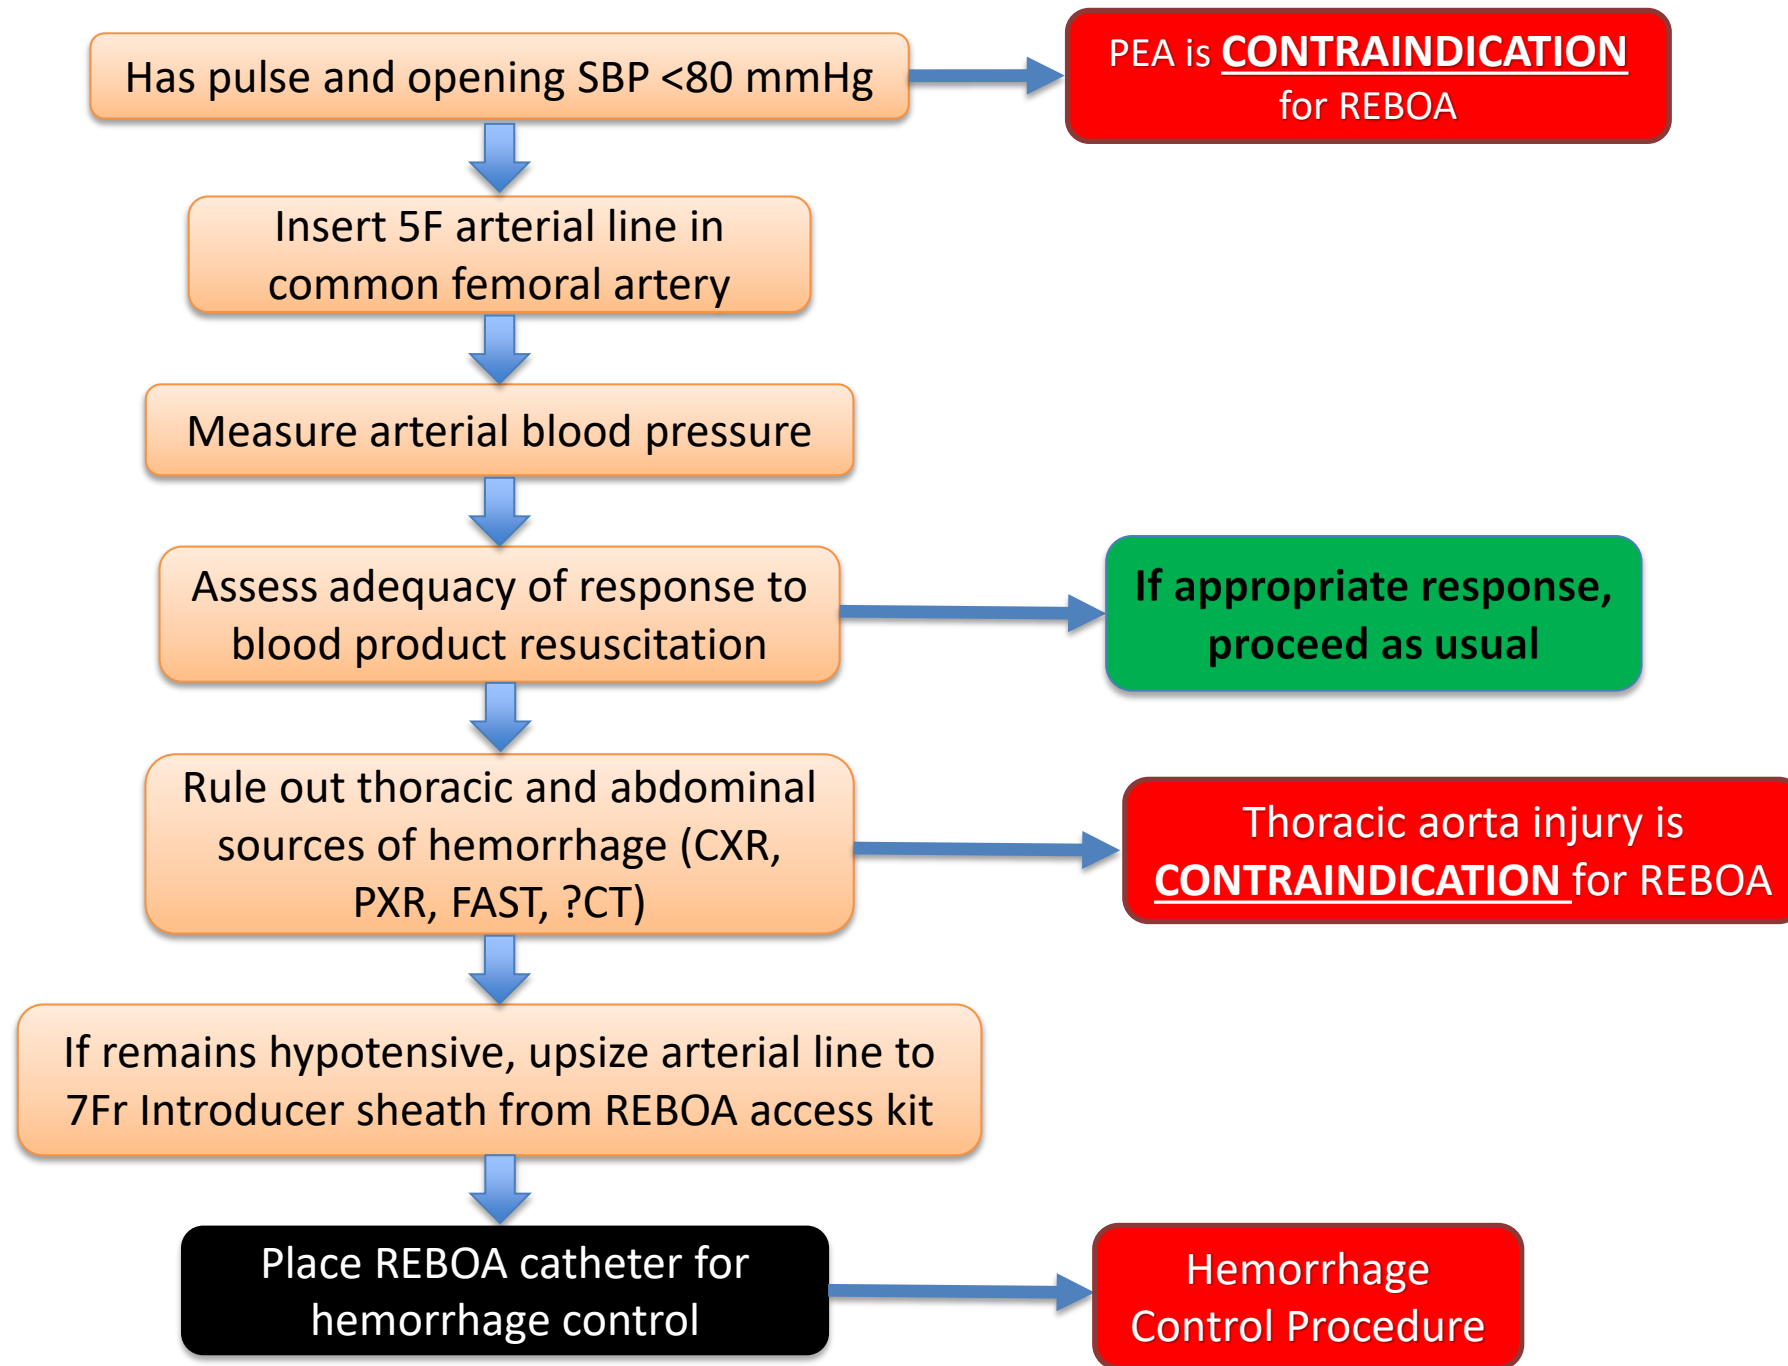 Has pulse and opening SBP <80 mmHg
PEA is CONTRAINDICATION
for REBOA
Insert 5F arterial line in
common femoral artery
Measure arterial blood pressure
Assess adequacy of response to
blood product resuscitation
If appropriate response,
proceed as usual
Rule out thoracic and abdominal
sources of hemorrhage (CXR,
PXR, FAST, ?CT)
Thoracic aorta injury is
CONTRAINDICATION for REBOA
If remains hypotensive, upsize arterial line to
7Fr Introducer sheath from REBOA access kit
Place REBOA catheter for
hemorrhage control
Hemorrhage
Control Procedure